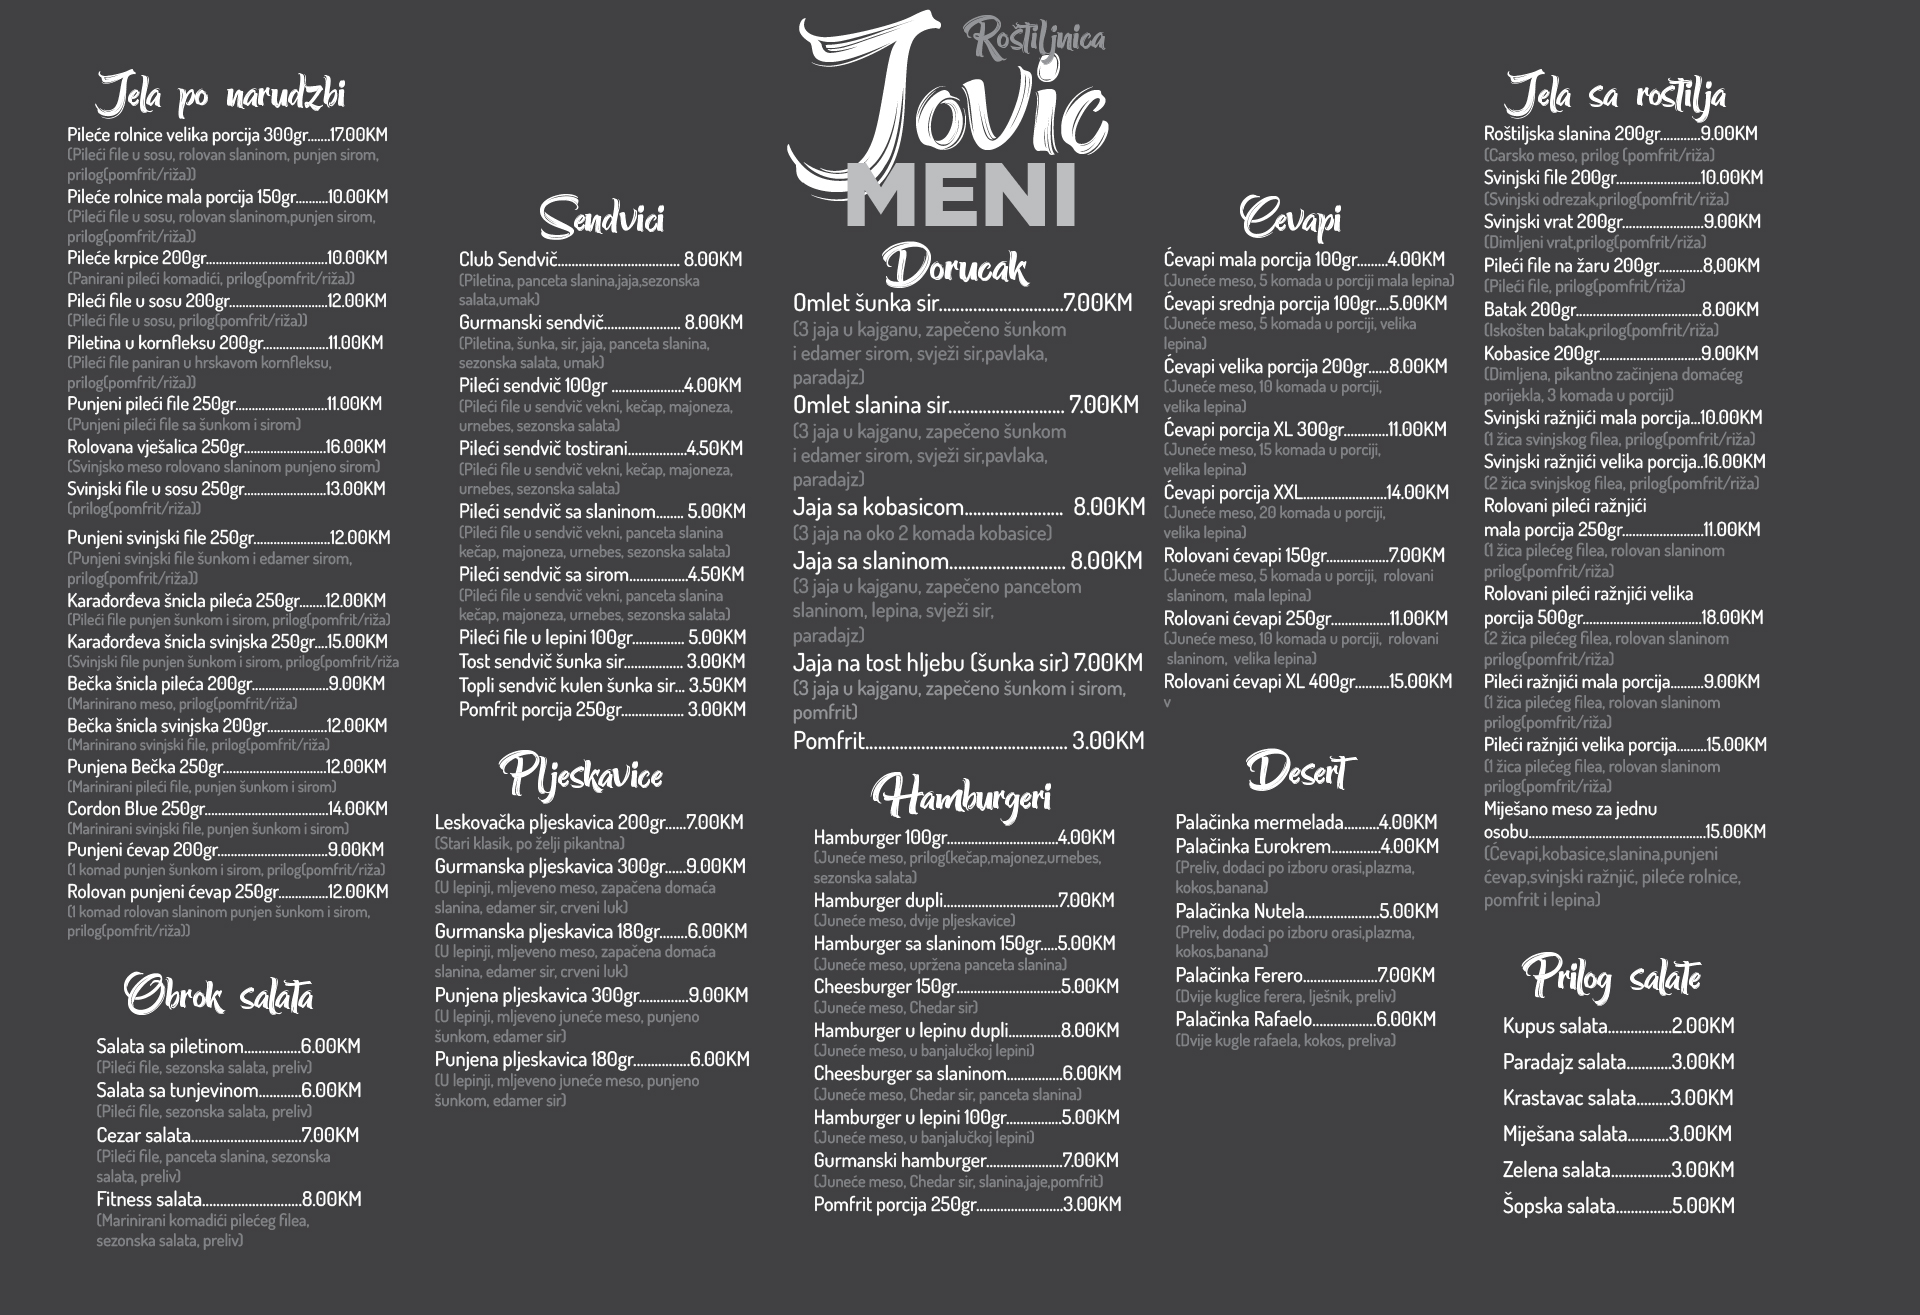 Roštiljnica
Jovic
MENI
Jela po narudzbi
Pileće rolnice velika porcija 300gr.......17.00KM
(Pileći file u sosu, rolovan slaninom, punjen sirom,
prilog(pomfrit/riža))
Pileće rolnice mala porcija 150gr..........10.00KM
(Pileći file u sosu, rolovan slaninom,punjen sirom,
prilog(pomfrit/riža))
Pileće krpice 200gr.....................................10.00KM
(Panirani pileći komadići, prilog(pomfrit/riža))
Pileći file u sosu 200gr..............................12.00KM
(Pileći file u sosu, prilog(pomfrit/riža))
Piletina u kornfleksu 200gr....................11.00KM
(Pileći file paniran u hrskavom kornfleksu,
prilog(pomfrit/riža))
Punjeni pileći file 250gr............................11.00KM
(Punjeni pileći file sa šunkom i sirom)
Rolovana vješalica 250gr.........................16.00KM
(Svinjsko meso rolovano slaninom punjeno sirom)
Svinjski file u sosu 250gr.........................13.00KM
(prilog(pomfrit/riža))
Punjeni svinjski file 250gr.......................12.00KM
(Punjeni svinjski file šunkom i edamer sirom,
prilog(pomfrit/riža))
Karađorđeva šnicla pileća 250gr........12.00KM
(Pileći file punjen šunkom i sirom, prilog(pomfrit/riža)
Karađorđeva šnicla svinjska 250gr....15.00KM
(Svinjski file punjen šunkom i sirom, prilog(pomfrit/riža
Bečka šnicla pileća 200gr.......................9.00KM
(Marinirano meso, prilog(pomfrit/riža)
Bečka šnicla svinjska 200gr..................12.00KM
(Marinirano svinjski file, prilog(pomfrit/riža)
Punjena Bečka 250gr...............................12.00KM
(Marinirani pileći file, punjen šunkom i sirom)
Cordon Blue 250gr.....................................14.00KM
(Marinirani svinjski file, punjen šunkom i sirom)
Punjeni ćevap 200gr.................................9.00KM
(1 komad punjen šunkom i sirom, prilog(pomfrit/riža)
Rolovan punjeni ćevap 250gr...............12.00KM
(1 komad rolovan slaninom punjen šunkom i sirom,
prilog(pomfrit/riža))
Obrok salata
Salata sa piletinom...............6.00KM
(Pileći file, sezonska salata, preliv)
Salata sa tunjevinom...........6.00KM
(Pileći file, sezonska salata, preliv)
Cezar salata.............................7.00KM
(Pileći file, panceta slanina, sezonska
salata, preliv)
Fitness salata..........................8.00KM
(Marinirani komadići pilećeg filea,
sezonska salata, preliv)
Sendvici
Club Sendvič................................ 8.00KM
(Piletina, panceta slanina,jaja,sezonska
salata,umak)
Gurmanski sendvič.................... 8.00KM
(Piletina, šunka, sir, jaja, panceta slanina,
sezonska salata, umak)
Pileći sendvič 100gr ...................4.00KM
(Pileći file u sendvič vekni, kečap, majoneza,
urnebes, sezonska salata)
Pileći sendvič tostirani................4.50KM
(Pileći file u sendvič vekni, kečap, majoneza,
urnebes, sezonska salata)
Pileći sendvič sa slaninom........ 5.00KM
(Pileći file u sendvič vekni, panceta slanina
kečap, majoneza, urnebes, sezonska salata)
Pileći sendvič sa sirom...............4.50KM
(Pileći file u sendvič vekni, panceta slanina
kečap, majoneza, urnebes, sezonska salata)
Pileći file u lepini 100gr.............. 5.00KM
Tost sendvič šunka sir................ 3.00KM
Topli sendvič kulen šunka sir... 3.50KM
Pomfrit porcija 250gr................. 3.00KM
Pljeskavice
Leskovačka pljeskavica 200gr......7.00KM
(Stari klasik, po želji pikantna)
Gurmanska pljeskavica 300gr......9.00KM
(U lepinji, mljeveno meso, zapačena domaća
slanina, edamer sir, crveni luk)
Gurmanska pljeskavica 180gr........6.00KM
(U lepinji, mljeveno meso, zapačena domaća
slanina, edamer sir, crveni luk)
Punjena pljeskavica 300gr.............9.00KM
(U lepinji, mljeveno juneće meso, punjeno
šunkom, edamer sir)
Punjena pljeskavica 180gr...............6.00KM
(U lepinji, mljeveno juneće meso, punjeno
šunkom, edamer sir)
Dorucak
Omlet šunka sir..........................7.00KM
(3 jaja u kajganu, zapečeno šunkom
i edamer sirom, svježi sir,pavlaka,
paradajz)
Omlet slanina sir........................ 7.00KM
(3 jaja u kajganu, zapečeno šunkom
i edamer sirom, svježi sir,pavlaka,
paradajz)
Jaja sa kobasicom.................... 8.00KM
(3 jaja na oko 2 komada kobasice)
Jaja sa slaninom........................ 8.00KM
(3 jaja u kajganu, zapečeno pancetom
slaninom, lepina, svježi sir,
paradajz)
Jaja na tost hljebu (šunka sir) 7.00KM
(3 jaja u kajganu, zapečeno šunkom i sirom,
pomfrit)
Pomfrit.......................................... 3.00KM
Hamburgeri
Hamburger 100gr.............................4.00KM
(Juneće meso, prilog(kečap,majonez,urnebes,
sezonska salata)
Hamburger dupli..............................7.00KM
(Juneće meso, dvije pljeskavice)
Hamburger sa slaninom 150gr.....5.00KM
(Juneće meso, upržena panceta slanina)
Cheesburger 150gr...........................5.00KM
(Juneće meso, Chedar sir)
Hamburger u lepinu dupli..............8.00KM
(Juneće meso, u banjalučkoj lepini)
Cheesburger sa slaninom...............6.00KM
(Juneće meso, Chedar sir, panceta slanina)
Hamburger u lepini 100gr...............5.00KM
(Juneće meso, u banjalučkoj lepini)
Gurmanski hamburger....................7.00KM
(Juneće meso, Chedar sir, slanina,jaje,pomfrit)
Pomfrit porcija 250gr.......................3.00KM
Cevapi
Ćevapi mala porcija 100gr.........4.00KM
(Juneće meso, 5 komada u porciji mala lepina)
Ćevapi srednja porcija 100gr....5.00KM
(Juneće meso, 5 komada u porciji, velika
lepina)
Ćevapi velika porcija 200gr......8.00KM
(Juneće meso, 10 komada u porciji,
velika lepina)
Ćevapi porcija XL 300gr.............11.00KM
(Juneće meso, 15 komada u porciji,
velika lepina)
Ćevapi porcija XXL........................14.00KM
(Juneće meso, 20 komada u porciji,
velika lepina)
Rolovani ćevapi 150gr..................7.00KM
(Juneće meso, 5 komada u porciji, rolovani
slaninom, mala lepina)
Rolovani ćevapi 250gr.................11.00KM
(Juneće meso, 10 komada u porciji, rolovani
slaninom, velika lepina)
Rolovani ćevapi XL 400gr..........15.00KM
v
Desert
Palačinka mermelada.........4.00KM
Palačinka Eurokrem.............4.00KM
(Preliv, dodaci po izboru orasi,plazma,
kokos,banana)
Palačinka Nutela....................5.00KM
(Preliv, dodaci po izboru orasi,plazma,
kokos,banana)
Palačinka Ferero....................7.00KM
(Dvije kuglice ferera, lješnik, preliv)
Palačinka Rafaelo.................6.00KM
(Dvije kugle rafaela, kokos, preliva)
Jela sa roštilja
Roštiljska slanina 200gr............9.00KM
(Carsko meso, prilog (pomfrit/riža)
Svinjski file 200gr.........................10.00KM
(Svinjski odrezak,prilog(pomfrit/riža)
Svinjski vrat 200gr........................9.00KM
(Dimljeni vrat,prilog(pomfrit/riža)
Pileći file na žaru 200gr.............8,00KM
(Pileći file, prilog(pomfrit/riža)
Batak 200gr.....................................8.00KM
(Iskošten batak,prilog(pomfrit/riža)
Kobasice 200gr..............................9.00KM
(Dimljena, pikantno začinjena domaćeg
porijekla, 3 komada u porciji)
Svinjski ražnjići mala porcija...10.00KM
(1 žica svinjskog filea, prilog(pomfrit/riža)
Svinjski ražnjići velika porcija..16.00KM
(2 žica svinjskog filea, prilog(pomfrit/riža)
Rolovani pileći ražnjići
mala porcija 250gr........................11.00KM
(1 žica pilećeg filea, rolovan slaninom
prilog(pomfrit/riža)
Rolovani pileći ražnjići velika
porcija 500gr...................................18.00KM
(2 žica pilećeg filea, rolovan slaninom
prilog(pomfrit/riža)
Pileći ražnjići mala porcija..........9.00KM
(1 žica pilećeg filea, rolovan slaninom
prilog(pomfrit/riža)
Pileći ražnjići velika porcija.........15.00KM
(1 žica pilećeg filea, rolovan slaninom
prilog(pomfrit/riža)
Miješano meso za jednu
osobu....................................................15.00KM
(Ćevapi,kobasice,slanina,punjeni
ćevap,svinjski ražnjić, pileće rolnice,
pomfrit i lepina)
Prilog salate
Kupus salata.................2.00KM
Paradajz salata............3.00KM
Krastavac salata.........3.00KM
Miješana salata...........3.00KM
Zelena salata................3.00KM
Šopska salata...............5.00KM